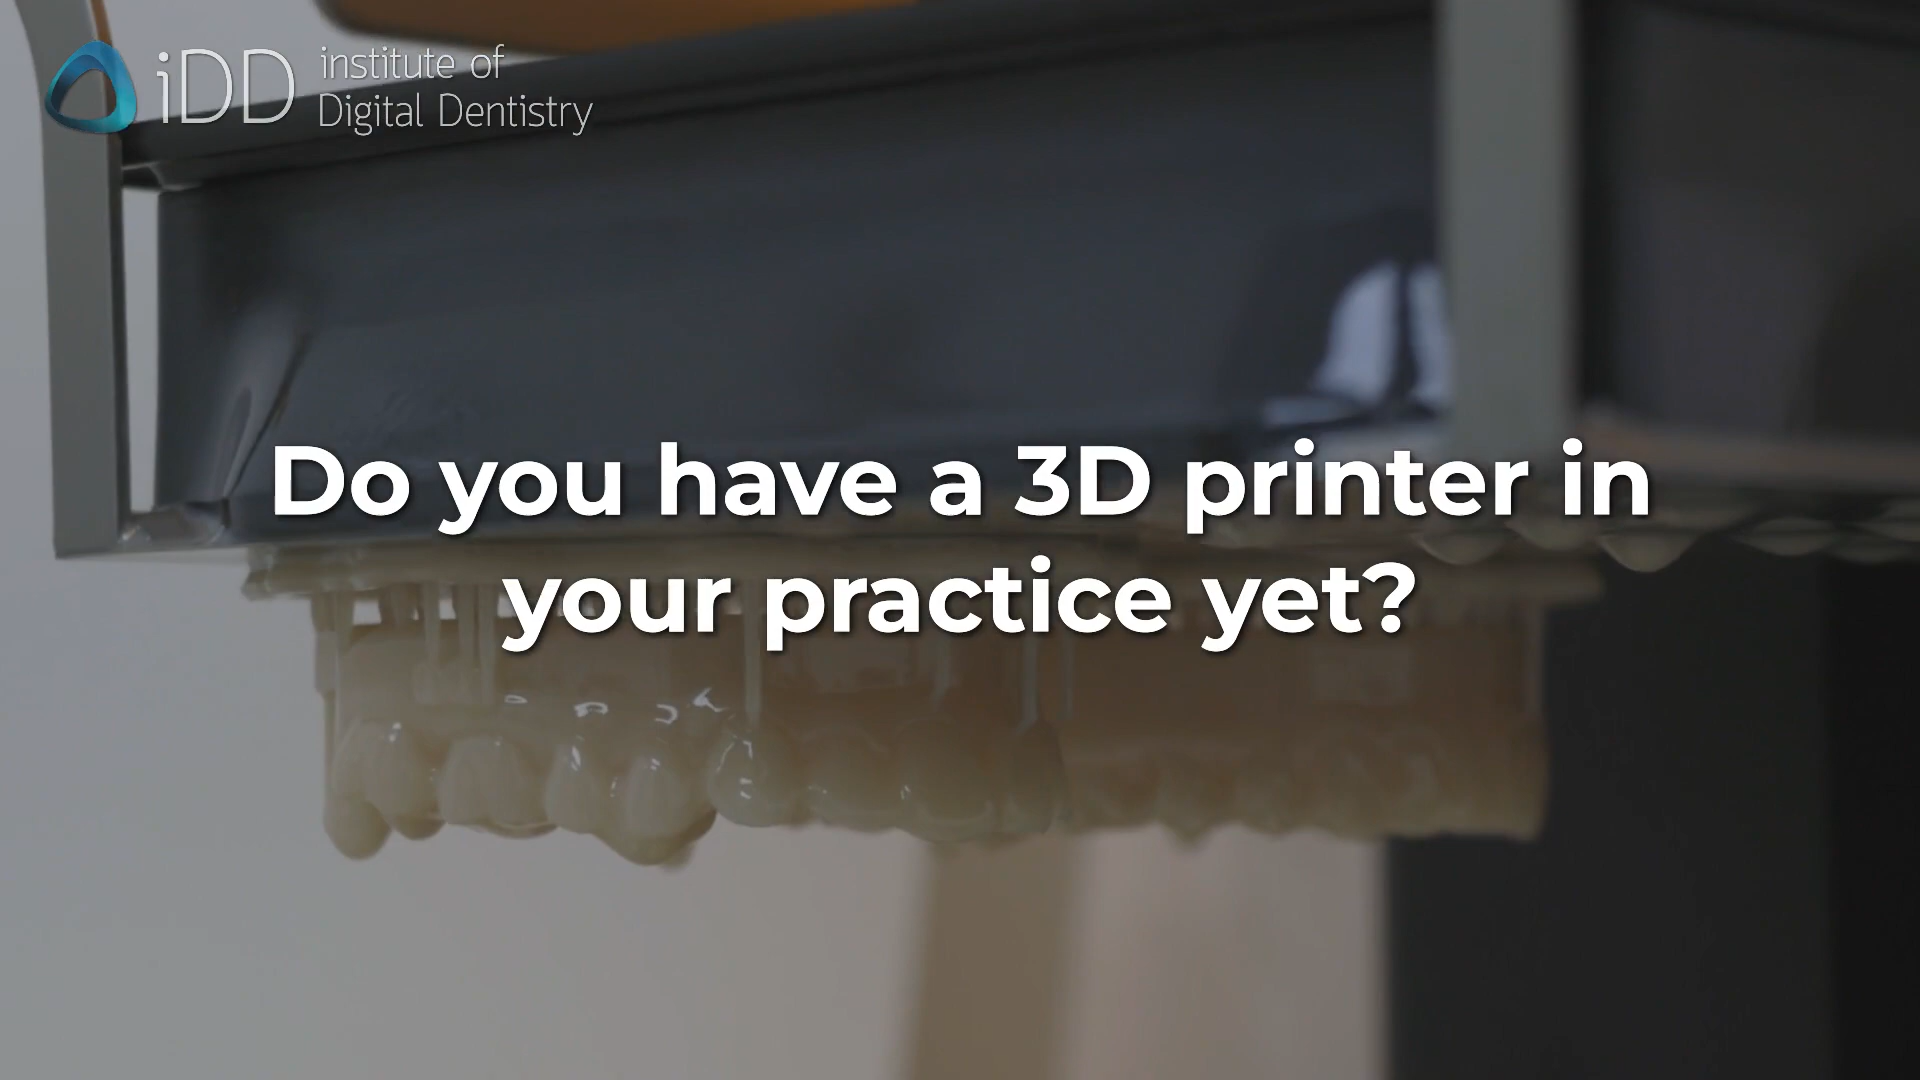 iDD institute of
Digital Dentistry
Do you have a 3D printer in
your practice yet?